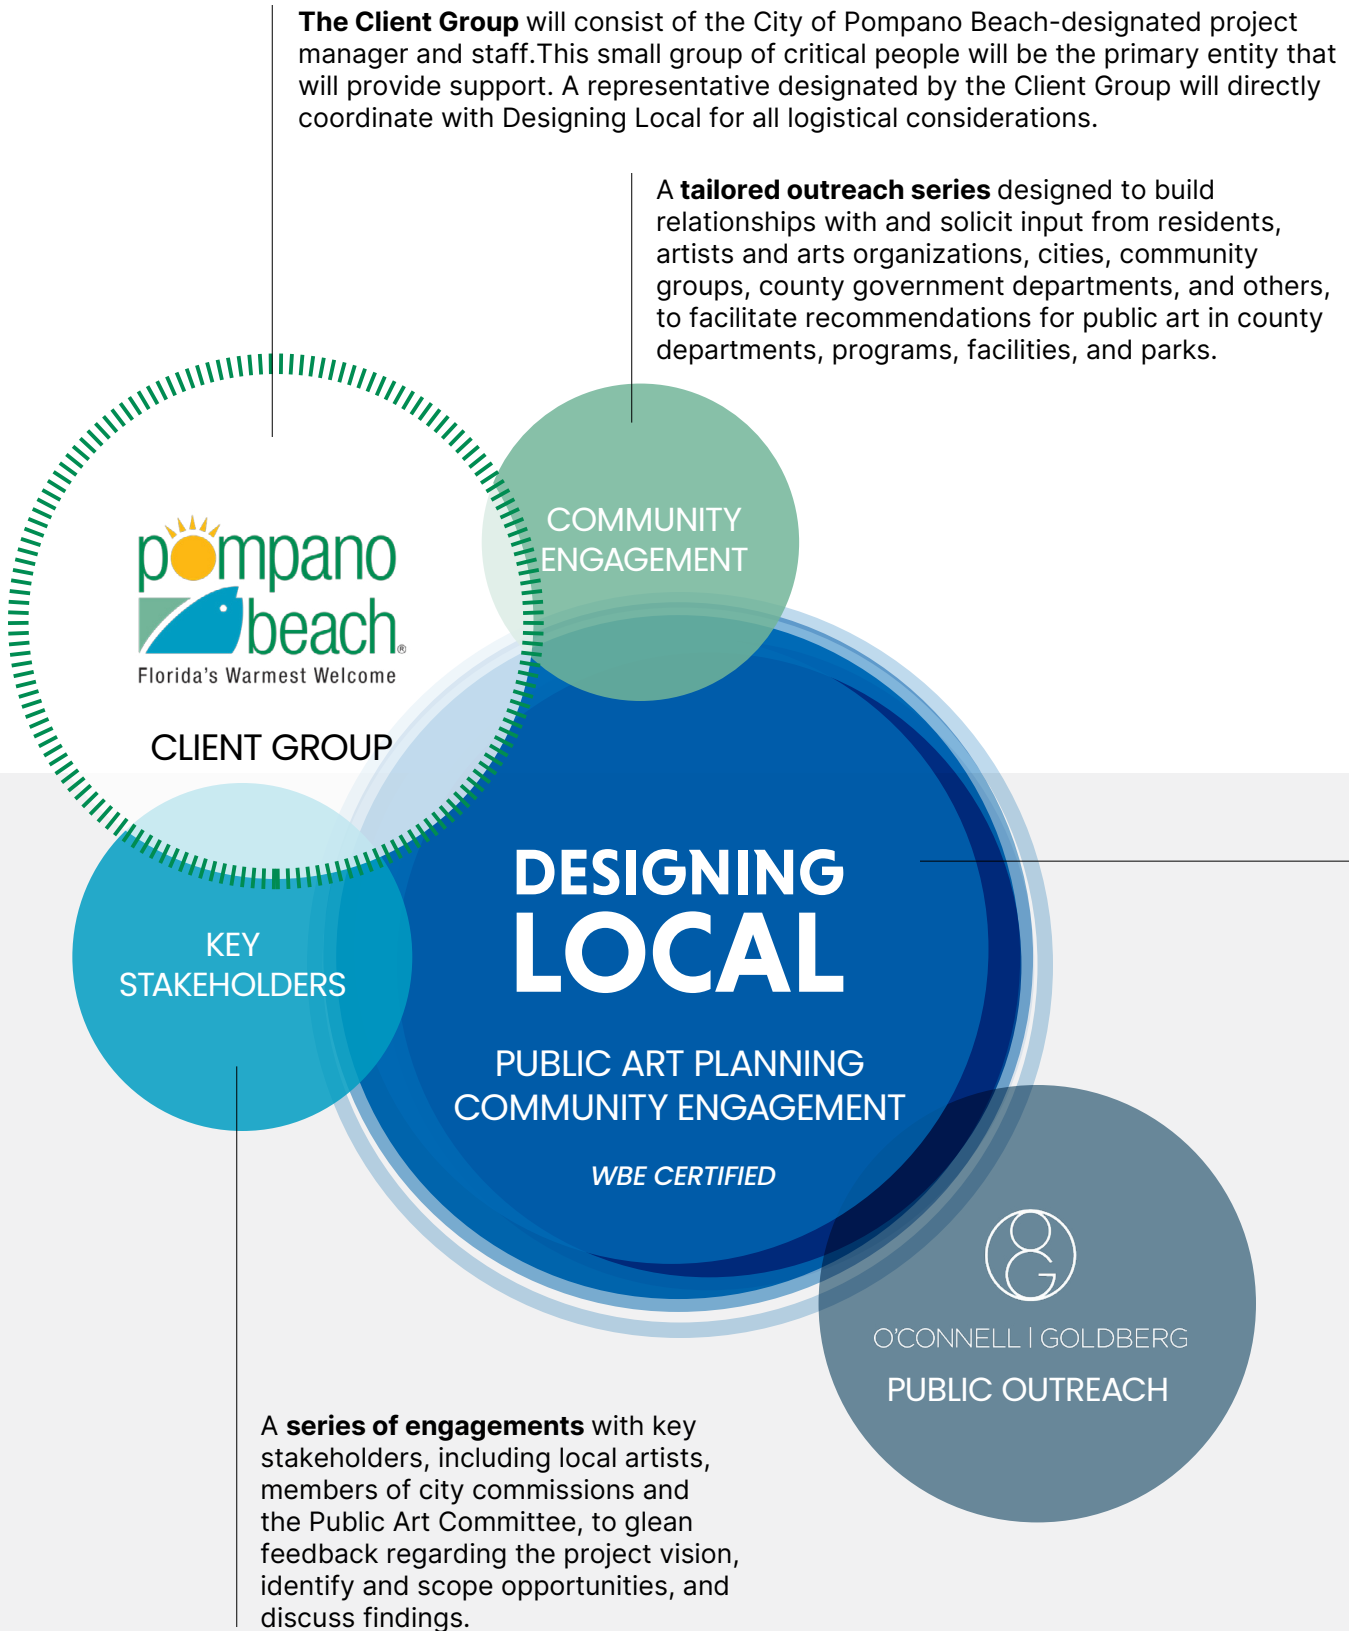 The Client Group will consist of the City of Pompano Beach-designated project
manager and staff.This small group of critical people will be the primary entity that
will provide support. A representative designated by the Client Group will directly
coordinate with Designing Local for all logistical considerations.
A tailored outreach series designed to build
relationships with and solicit input from residents,
artists and arts organizations, cities, community
groups, county government departments, and others,
to facilitate recommendations for public art in county
departments, programs, facilities, and parks.
COMMUNITY
ENGAGEMENT
pompano
beach®
Florida's Warmest Welcome
CLIENT GROUP
KEY
STAKEHOLDERS
DESIGNING
LOCAL
PUBLIC ART PLANNING
COMMUNITY ENGAGEMENT
WBE CERTIFIED
OG
O'CONNELL | GOLDBERG
PUBLIC OUTREACH
A series of engagements with key
stakeholders, including local artists,
members of city commissions and
the Public Art Committee, to glean
feedback regarding the project vision,
identify and scope opportunities, and
discuss findings.